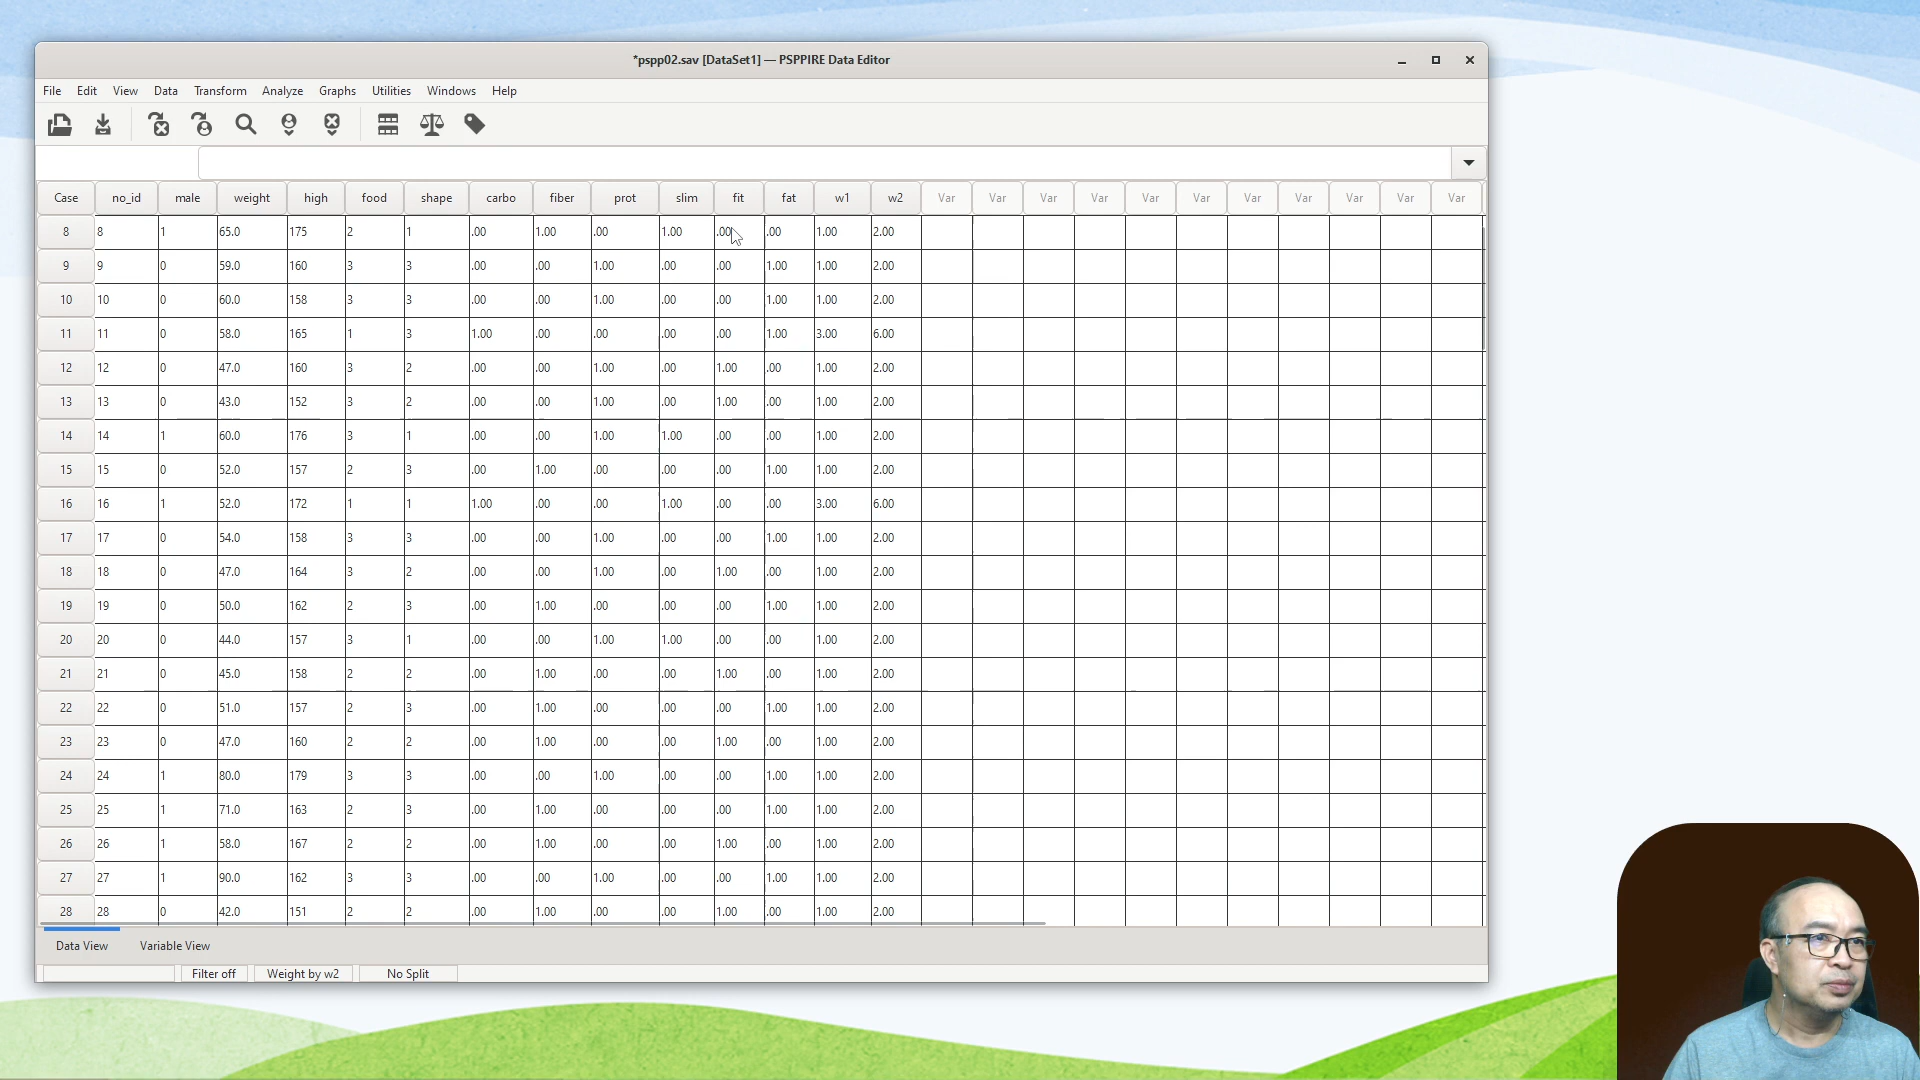 *pspp02.sav [DataSet1] — PSPPIRE Data Editor
File Edit View Data Transform Analyze Graphs Utilities Windows Help
Case no_id male weight high food shape carbo fiber prot slim fit fat w1 w2 Var Var Var Var Var Var Var Var Var Var Var
8 8 1 65.0 175 2 1 .00 1.00 .00 1.00 .00 .00 1.00 2.00
9 9 0 59.0 160 3 3 .00 .00 1.00 .00 .00 1.00 1.00 2.00
10 10 0 60.0 158 3 3 .00 .00 1.00 .00 .00 1.00 1.00 2.00
11 11 0 58.0 165 1 3 1.00 .00 .00 .00 .00 1.00 3.00 6.00
12 12 0 47.0 160 3 2 .00 .00 1.00 .00 1.00 .00 1.00 2.00
13 13 0 43.0 152 3 2 .00 .00 1.00 .00 1.00 .00 1.00 2.00
14 14 1 60.0 176 3 1 .00 .00 1.00 1.00 .00 .00 1.00 2.00
15 15 0 52.0 157 2 3 .00 1.00 .00 .00 .00 1.00 1.00 2.00
16 16 1 52.0 172 1 1 1.00 .00 .00 1.00 .00 .00 3.00 6.00
17 17 0 54.0 158 3 3 .00 .00 1.00 .00 .00 1.00 1.00 2.00
18 18 0 47.0 164 3 2 .00 .00 1.00 .00 1.00 .00 1.00 2.00
19 19 0 50.0 162 2 3 .00 1.00 .00 .00 .00 1.00 1.00 2.00
20 20 0 44.0 157 3 1 .00 .00 1.00 1.00 .00 .00 1.00 2.00
21 21 0 45.0 158 2 2 .00 1.00 .00 .00 1.00 .00 1.00 2.00
22 22 0 51.0 157 2 3 .00 1.00 .00 .00 .00 1.00 1.00 2.00
23 23 0 47.0 160 2 2 .00 1.00 .00 .00 1.00 .00 1.00 2.00
24 24 1 80.0 179 3 3 .00 .00 1.00 .00 .00 1.00 1.00 2.00
25 25 1 71.0 163 2 3 .00 1.00 .00 .00 .00 1.00 1.00 2.00
26 26 1 58.0 167 2 2 .00 1.00 .00 .00 1.00 .00 1.00 2.00
27 27 1 90.0 162 3 3 .00 .00 1.00 .00 .00 1.00 1.00 2.00
28 28 0 42.0 151 2 2 .00 1.00 .00 .00 1.00 .00 1.00 2.00
Data View Variable View
Filter off Weight by w2 No Split